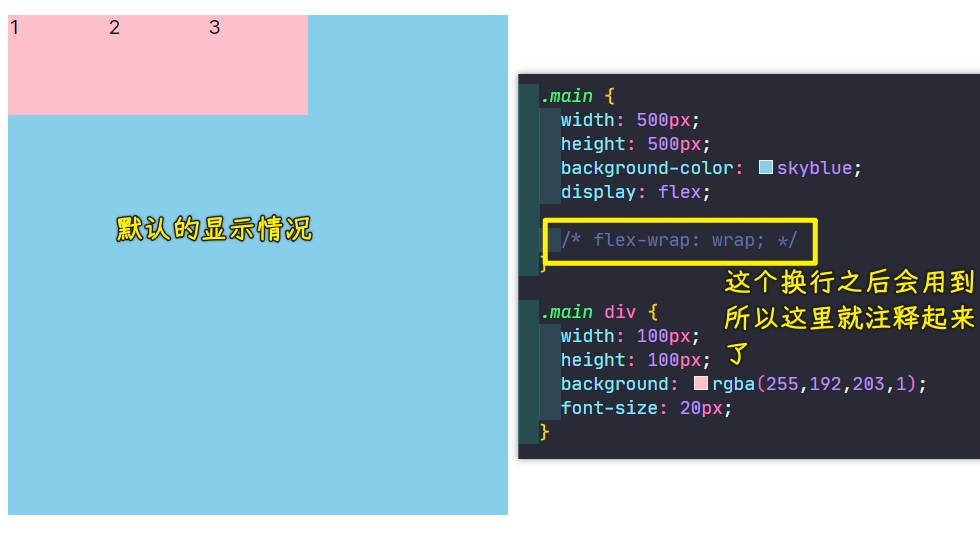 1 2 3
默认的显示情况
.main {
width: 500px;
height: 500px;
background-color: skyblue;
display: flex;
/* flex-wrap: wrap; */
}
这个换行之后会用到
所以这里就注释起来
了
.main div {
width: 100px;
height: 100px;
background: rgba(255,192,203,1);
font-size: 20px;
}